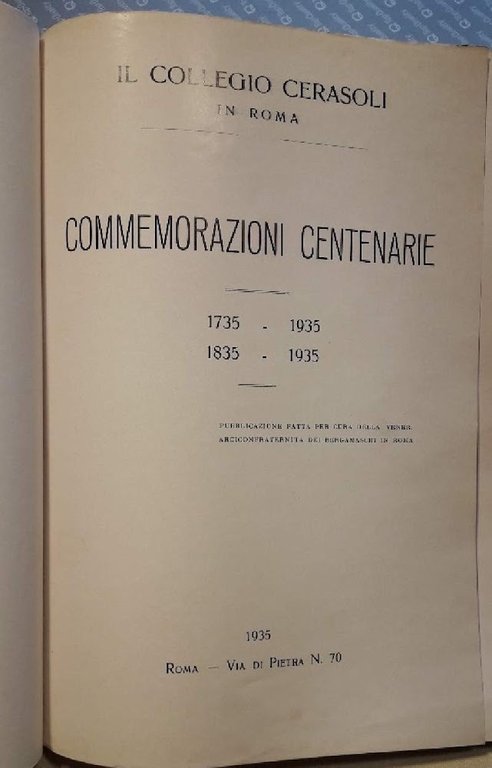 IL COLLEGIO CERASOLI
IN ROMA
COMMEMORAZIONI CENTENARIE
1735 - 1935
1835 - 1935
PUBBLICAZIONE FATTA PER CURA DELLA VENER.
ARCICONFRATERNITA DEI BERGAMASCHI IN ROMA
1935
ROMA — VIA DI PIETRA N. 70